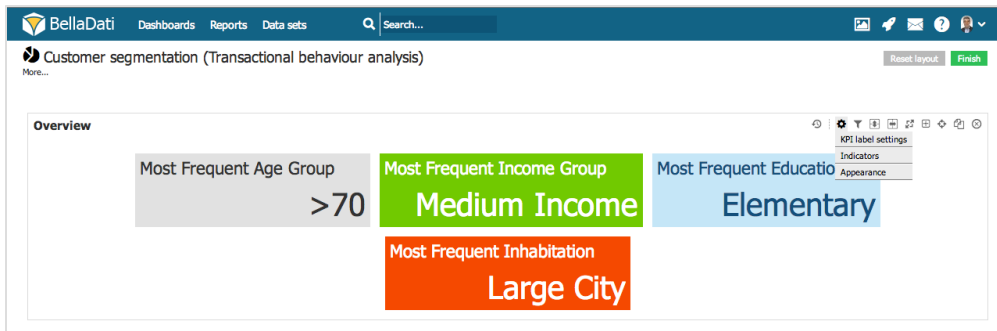 BellaDati Dashboards Reports Data sets Search...
Customer segmentation (Transactional behaviour analysis) Reset layout Finish
More...
Overview
KPI label settings
Indicators
Appearance
Most Frequent Age Group
>70
Most Frequent Income Group
Medium Income
Most Frequent Educatio
Elementary
Most Frequent Inhabitation
Large City